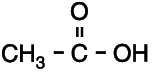 O
CH3 – C – OH